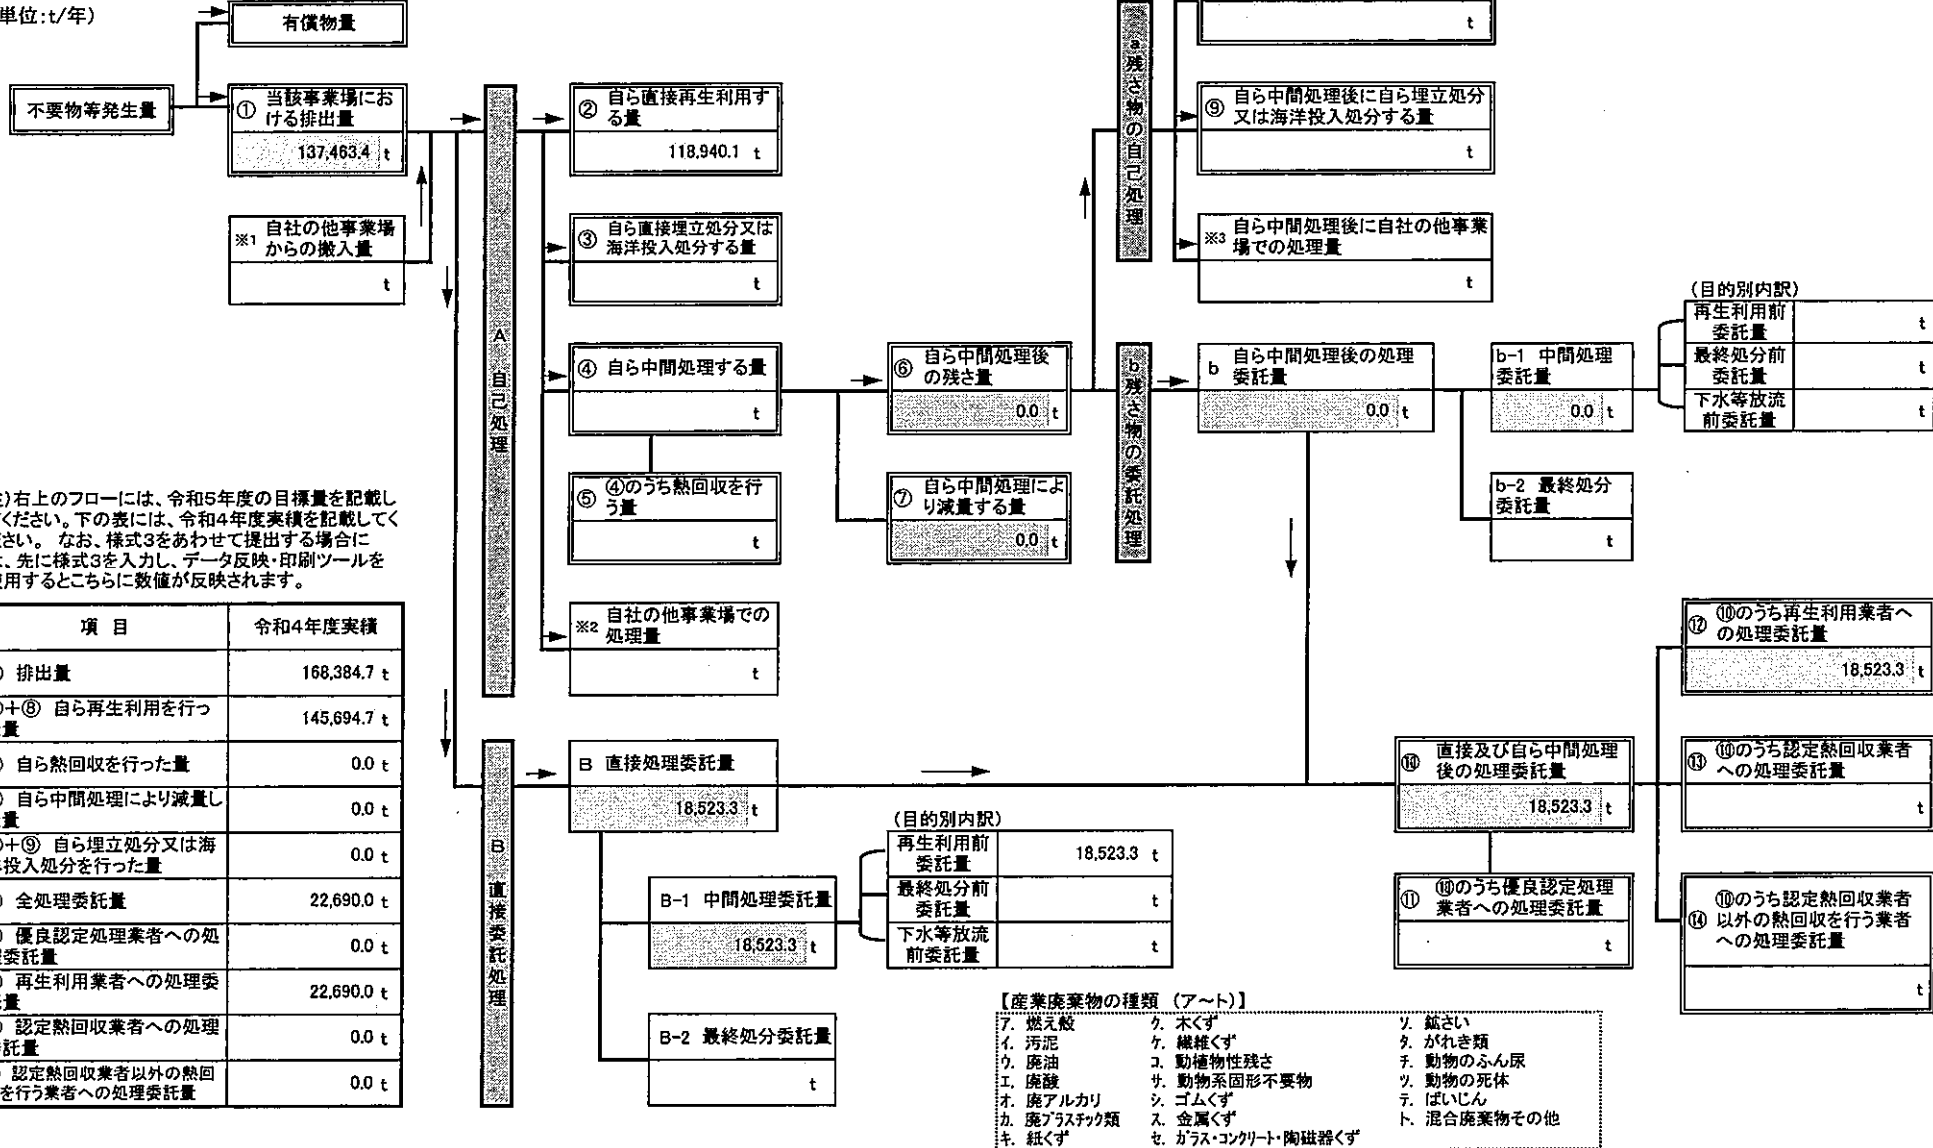 単位:t/年)
有償物量
不要物等発生量
① 当該事業場にお
ける排出量
137,463.4 t
※1 自社の他事業場
からの搬入量
t
A 自己処理
② 自ら直接再生利用す
る量
118,940.1 t
③ 自ら直接埋立処分又は
海洋投入処分する量
t
④ 自ら中間処理する量
t
⑤ ④のうち熱回収を行
う量
t
※2 自社の他事業場での
処理量
t
⑥ 自ら中間処理後
の残さ量
0.0 t
⑦ 自ら中間処理によ
り減量する量
0.0 t
a 残さ物の自己処理
t
⑨ 自ら中間処理後に自ら埋立処分
又は海洋投入処分する量
t
※3 自ら中間処理後に自社の他事業
場での処理量
t
b 残さ物の委託処理
b 自ら中間処理後の処理
委託量
0.0 t
b-1 中間処理
委託量
0.0 t
(目的別内訳)
再生利用前
委託量
t
最終処分前
委託量
t
下水等放流
前委託量
t
b-2 最終処分
委託量
t
)右上のフローには、令和5年度の目標量を記載し
ください。下の表には、令和4年度実績を記載してく
さい。 なお、様式3をあわせて提出する場合に
、先に様式3を入力し、データ反映・印刷ツールを
使用するとこちらに数値が反映されます。
項 目 令和4年度実績
) 排出量 168,384.7 t
)+⑧ 自ら再生利用を行っ
量 145,694.7 t
) 自ら熱回収を行った量 0.0 t
) 自ら中間処理により減量し
量 0.0 t
)+⑨ 自ら埋立処分又は海
投入処分を行った量 0.0 t
) 全処理委託量 22,690.0 t
) 優良認定処理業者への処
理委託量 0.0 t
) 再生利用業者への処理委
量 22,690.0 t
) 認定熱回収業者への処理
託量 0.0 t
) 認定熱回収業者以外の熱回
を行う業者への処理委託量 0.0 t
B 直接委託処理
B 直接処理委託量
18,523.3 t
B-1 中間処理委託量
18,523.3 t
(目的別内訳)
再生利用前
委託量
18,523.3 t
最終処分前
委託量
t
下水等放流
前委託量
t
B-2 最終処分委託量
t
⑩ 直接及び自ら中間処理
後の処理委託量
18,523.3 t
⑪ ⑩のうち優良認定処理
業者への処理委託量
t
⑫ ⑩のうち再生利用業者へ
の処理委託量
18,523.3 t
⑬ ⑩のうち認定熱回収業者
への処理委託量
t
⑭ ⑩のうち認定熱回収業者
以外の熱回収を行う業者
への処理委託量
t
【産業廃棄物の種類 (ア~ト)】
ア. 燃え殻 ク. 木くず ソ. 鉱さい
イ. 汚泥 ケ. 繊維くず タ. がれき類
ウ. 廃油 コ. 動植物性残さ チ. 動物のふん尿
エ. 廃酸 サ. 動物系固形不要物 ツ. 動物の死体
オ. 廃アルカリ シ. ゴムくず テ. ばいじん
カ. 廃プラスチック類 ス. 金属くず ト. 混合廃棄物その他
キ. 紙くず セ. ガラス・コンクリート・陶磁器くず